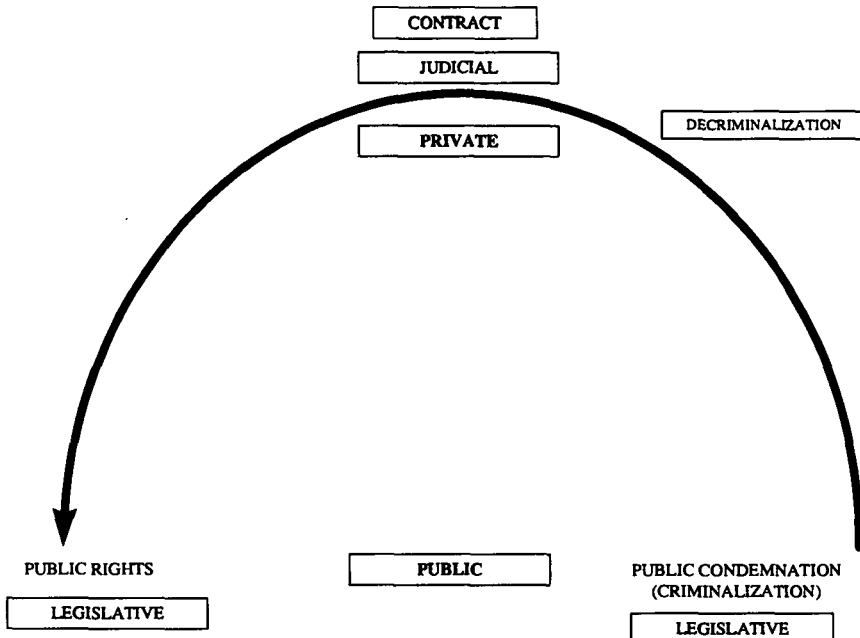 CONTRACT
JUDICIAL
DECRIMINALIZATION
PRIVATE
PUBLIC RIGHTS
PUBLIC
PUBLIC CONDEMNATION
(CRIMINALIZATION)
LEGISLATIVE
LEGISLATIVE